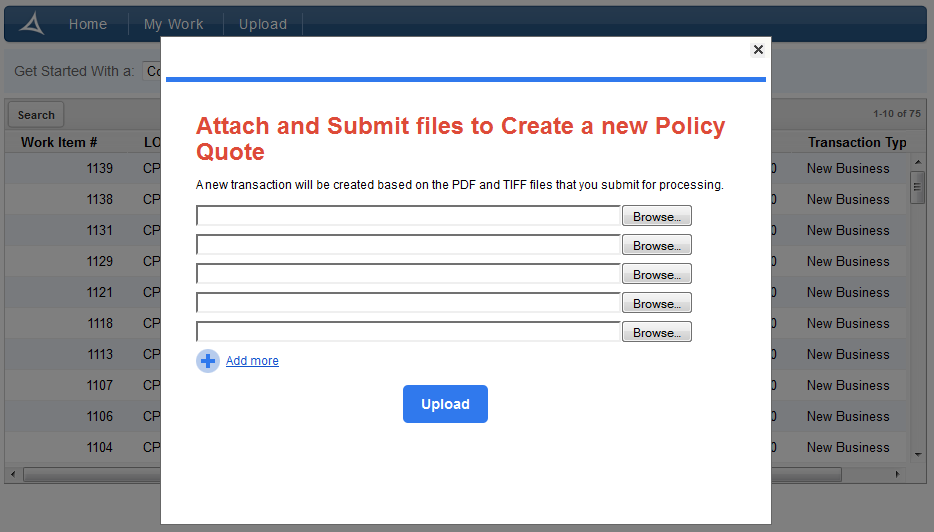 Home My Work Upload
Get Started With a:
Search
1-10 of 75
Work Item # Transaction Typ
1139 CP 0 New Business
1138 CP 0 New Business
1131 CP 0 New Business
1129 CP 0 New Business
1121 CP 0 New Business
1118 CP 0 New Business
1113 CP 0 New Business
1107 CP 0 New Business
1106 CP 0 New Business
1104 CP 0 New Business
Attach and Submit files to Create a new Policy
Quote
A new transaction will be created based on the PDF and TIFF files that you submit for processing.
Browse...
Browse...
Browse...
Browse...
Browse...
Add more
Upload